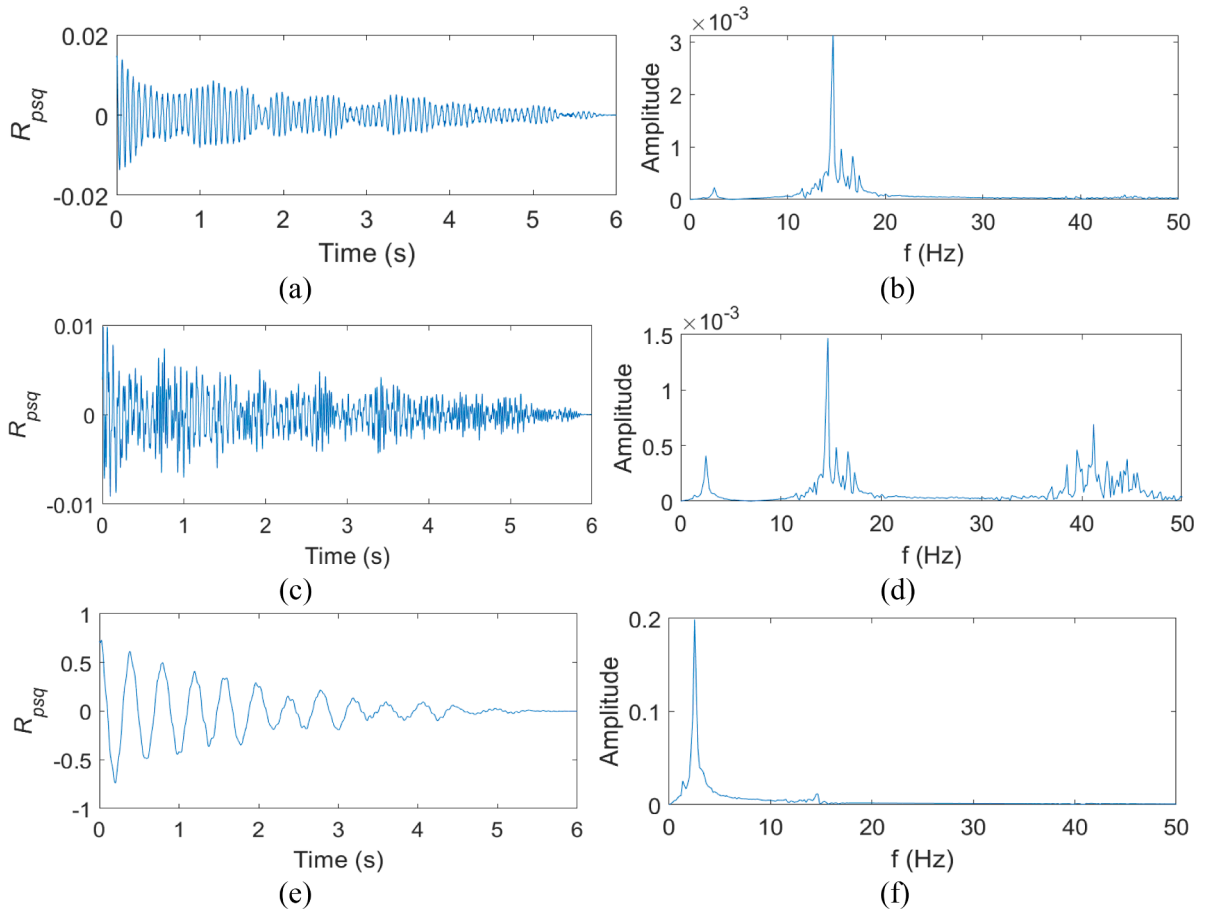 ×10⁻³
0.02
0
-0.02
R_psq
0 1 2 3 4 5 6
Time (s)
(a)
3
2
1
0
Amplitude
0 10 20 30 40 50
f (Hz)
(b)
0.01
0
-0.01
R_psq
0 1 2 3 4 5 6
Time (s)
(c)
×10⁻³
1.5
1
0.5
0
Amplitude
0 10 20 30 40 50
f (Hz)
(d)
1
0.5
0
-0.5
-1
R_psq
0 1 2 3 4 5 6
Time (s)
(e)
0.2
0.1
0
Amplitude
0 10 20 30 40 50
f (Hz)
(f)